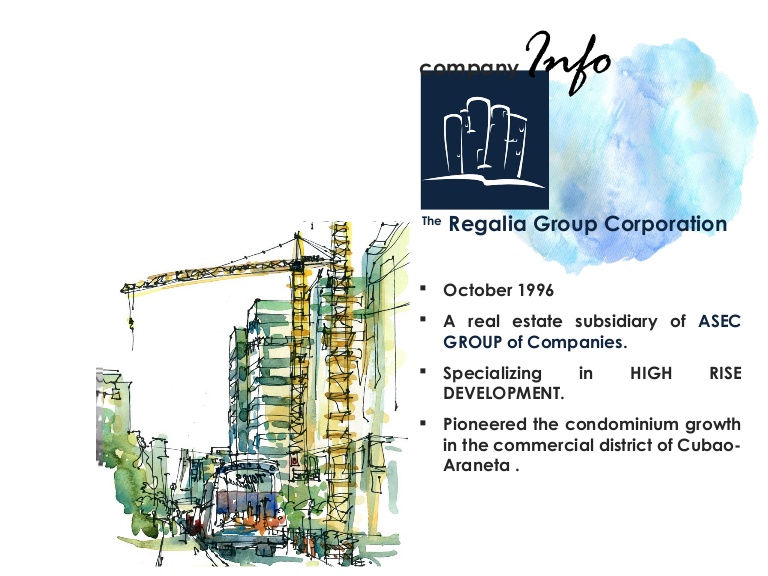 company Info
The Regalia Group Corporation
▪ October 1996
▪ A real estate subsidiary of ASEC
GROUP of Companies.
▪ Specializing in HIGH RISE
DEVELOPMENT.
▪ Pioneered the condominium growth
in the commercial district of Cubao-
Araneta .